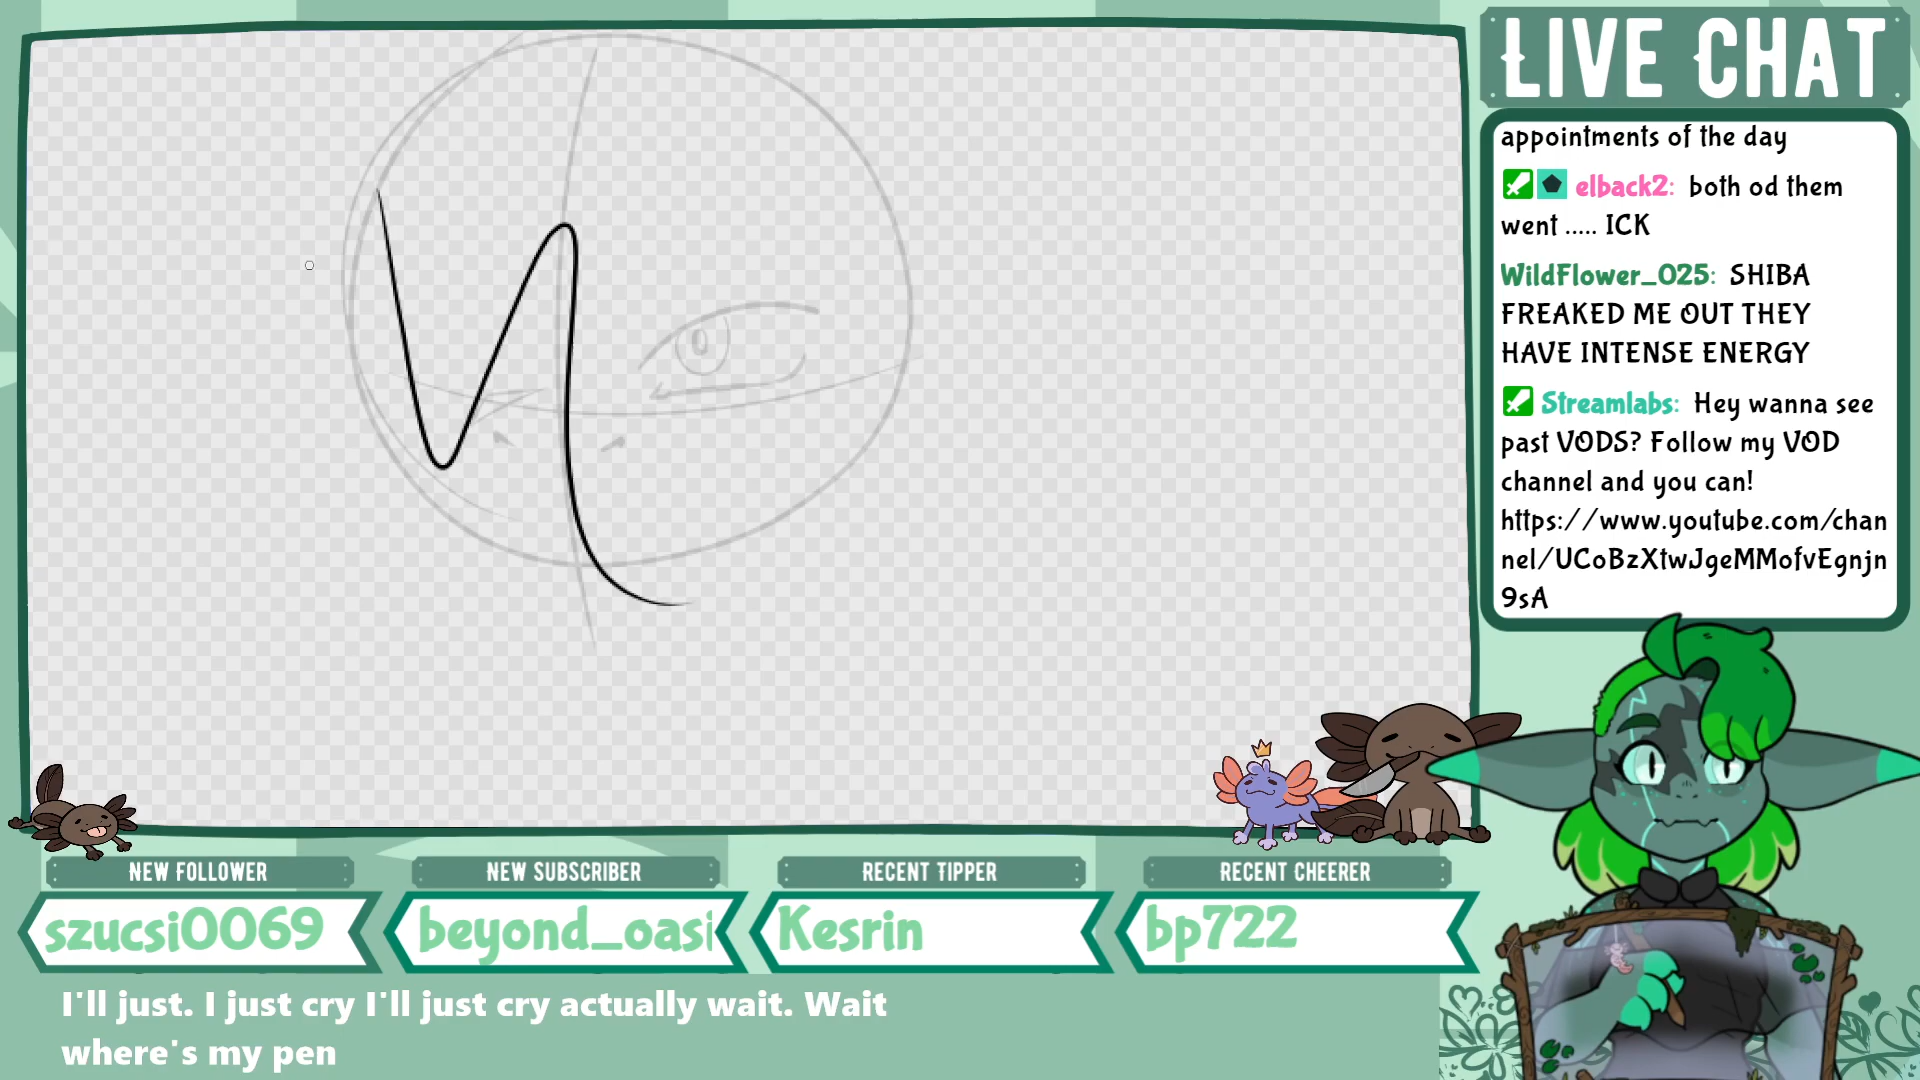 LIVE CHAT
appointments of the day
elback2: both od them
went ..... ICK
WildFlower_025: SHIBA
FREAKED ME OUT THEY
HAVE INTENSE ENERGY
Streamlabs: Hey wanna see
past VODS? Follow my VOD
channel and you can!
https://www.youtube.com/chan
nel/UCoBzXtwJgeMMofvEgnjn
9sA
NEW FOLLOWER
szucsi0069
NEW SUBSCRIBER
beyond_oasi
RECENT TIPPER
Kesrin
RECENT CHEERER
bp722
I'll just. I just cry I'll just cry actually wait. Wait
where's my pen